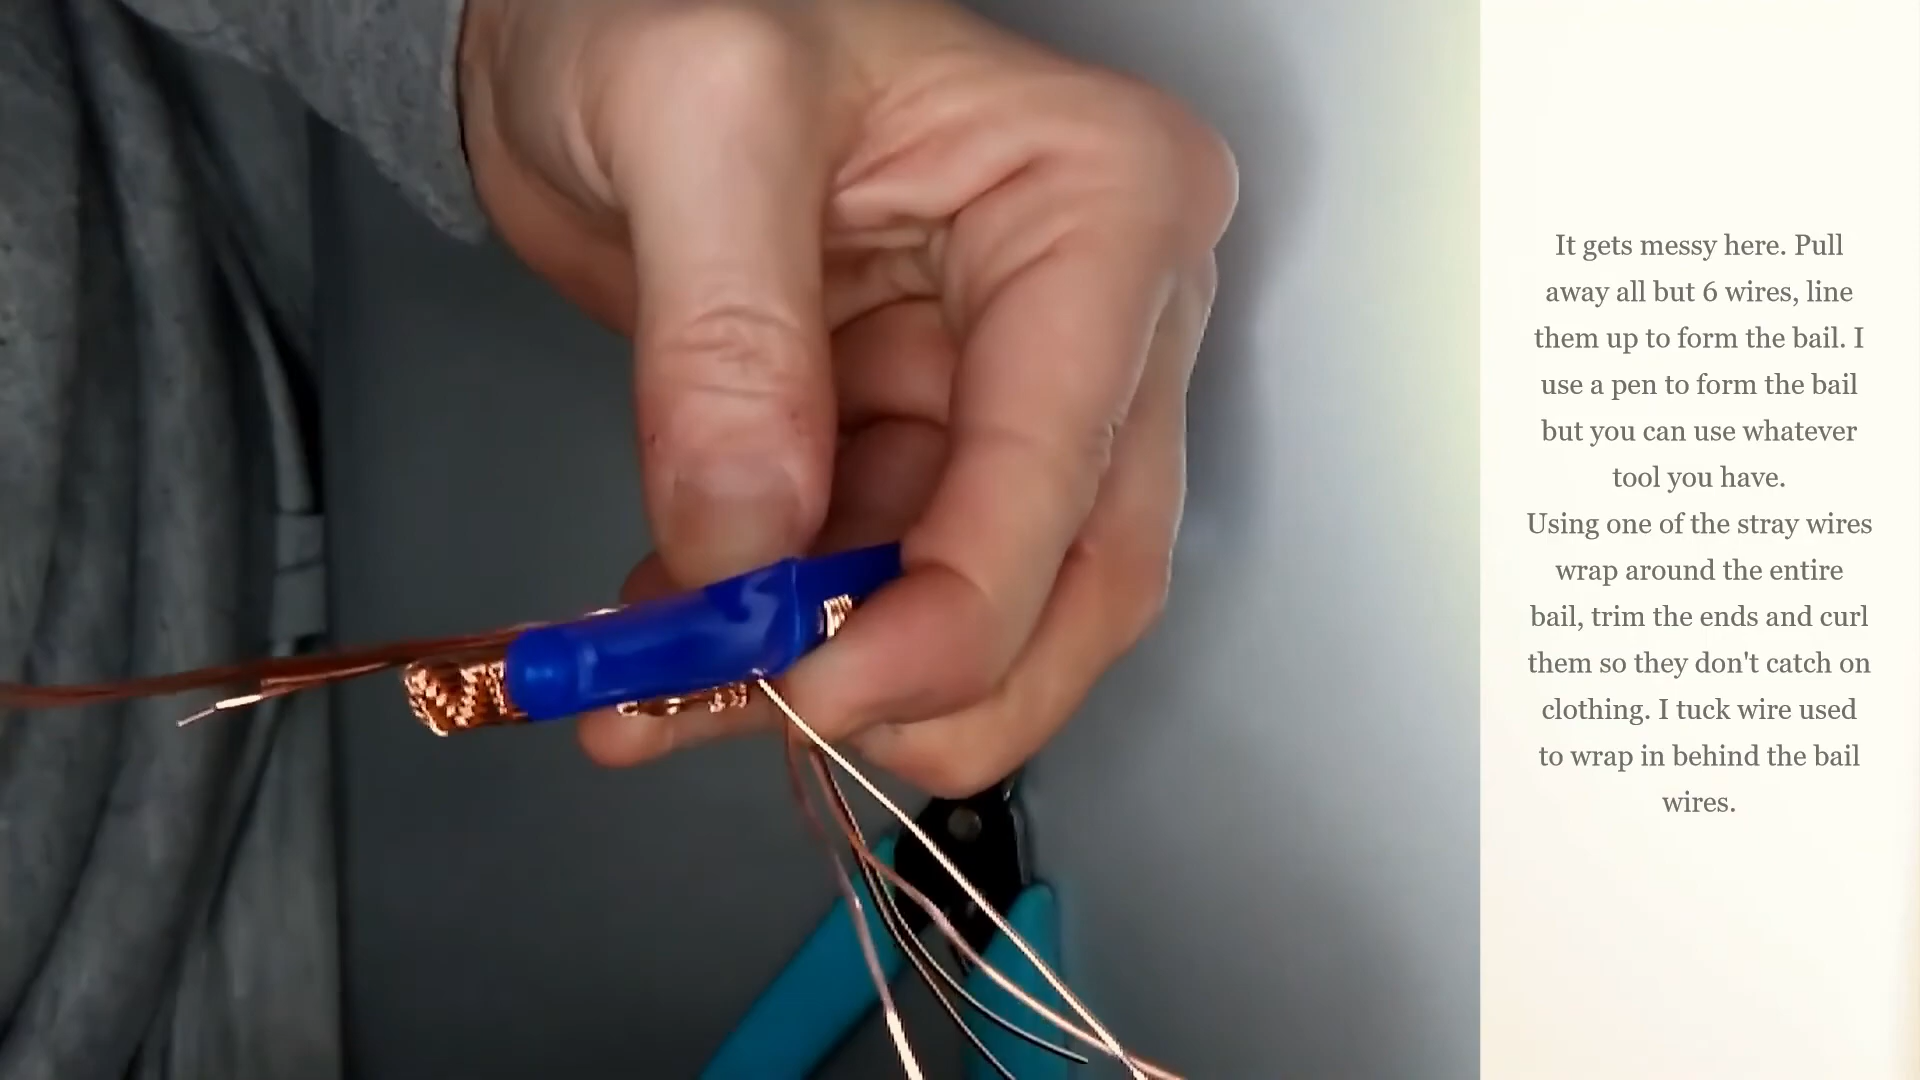 It gets messy here. Pull
away all but 6 wires, line
them up to form the bail. I
use a pen to form the bail
but you can use whatever
tool you have.
Using one of the stray wires
wrap around the entire
bail, trim the ends and curl
them so they don't catch on
clothing. I tuck wire used
to wrap in behind the bail
wires.